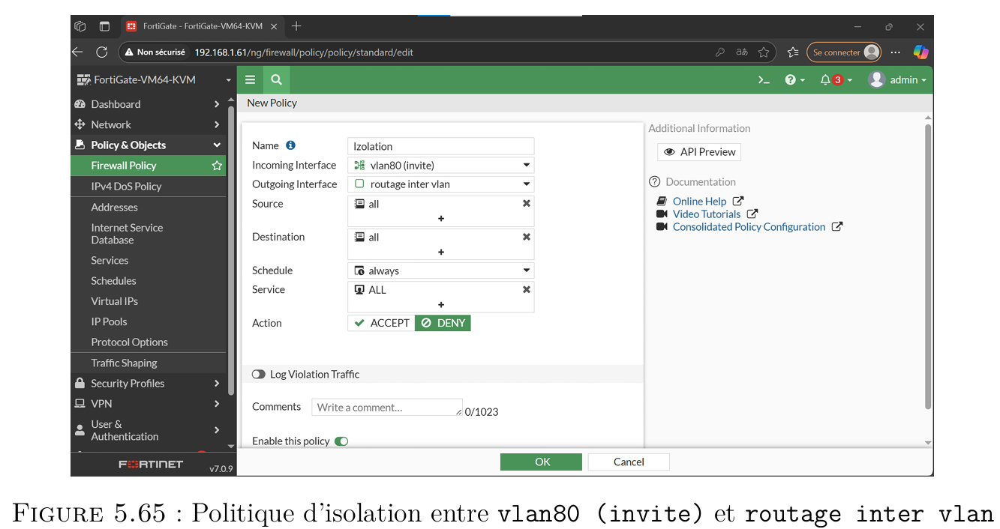 FortiGate - FortiGate-VM64-KVM
Non sécurisé 192.168.1.61/ng/firewall/policy/policy/standard/edit
Se connecter
FortiGate-VM64-KVM
3
admin
Dashboard
Network
Policy & Objects
Firewall Policy
IPv4 DoS Policy
Addresses
Internet Service
Database
Services
Schedules
Virtual IPs
IP Pools
Protocol Options
Traffic Shaping
Security Profiles
VPN
User &
Authentication
FORTINET
v7.0.9
New Policy
Name Izolation
Incoming Interface vlan80 (invite)
Outgoing Interface routage inter vlan
Source all
+
Destination all
+
Schedule always
Service ALL
+
Action ACCEPT DENY
Log Violation Traffic
Comments Write a comment... 0/1023
Enable this policy
OK Cancel
Additional Information
API Preview
Documentation
Online Help
Video Tutorials
Consolidated Policy Configuration
FIGURE 5.65 : Politique d'isolation entre vlan80 (invite) et routage inter vlan